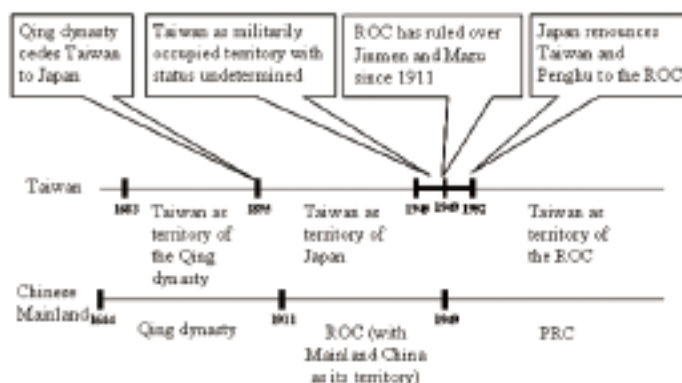 Qing dynasty
cedes Taiwan
to Japan
Taiwan as militarily
occupied territory with
status undetermined
ROC has ruled over
Jinmen and Mazu
since 1911
Japan renounces
Taiwan and
Penghu to the ROC
Taiwan
1683
1895
1945
1949
1952
Taiwan as
territory of
the Qing
dynasty
Taiwan as
territory of
Japan
Taiwan as
territory of
the ROC
Chinese
Mainland
1644
1911
1949
Qing dynasty
ROC (with
Mainland China
as its territory)
PRC